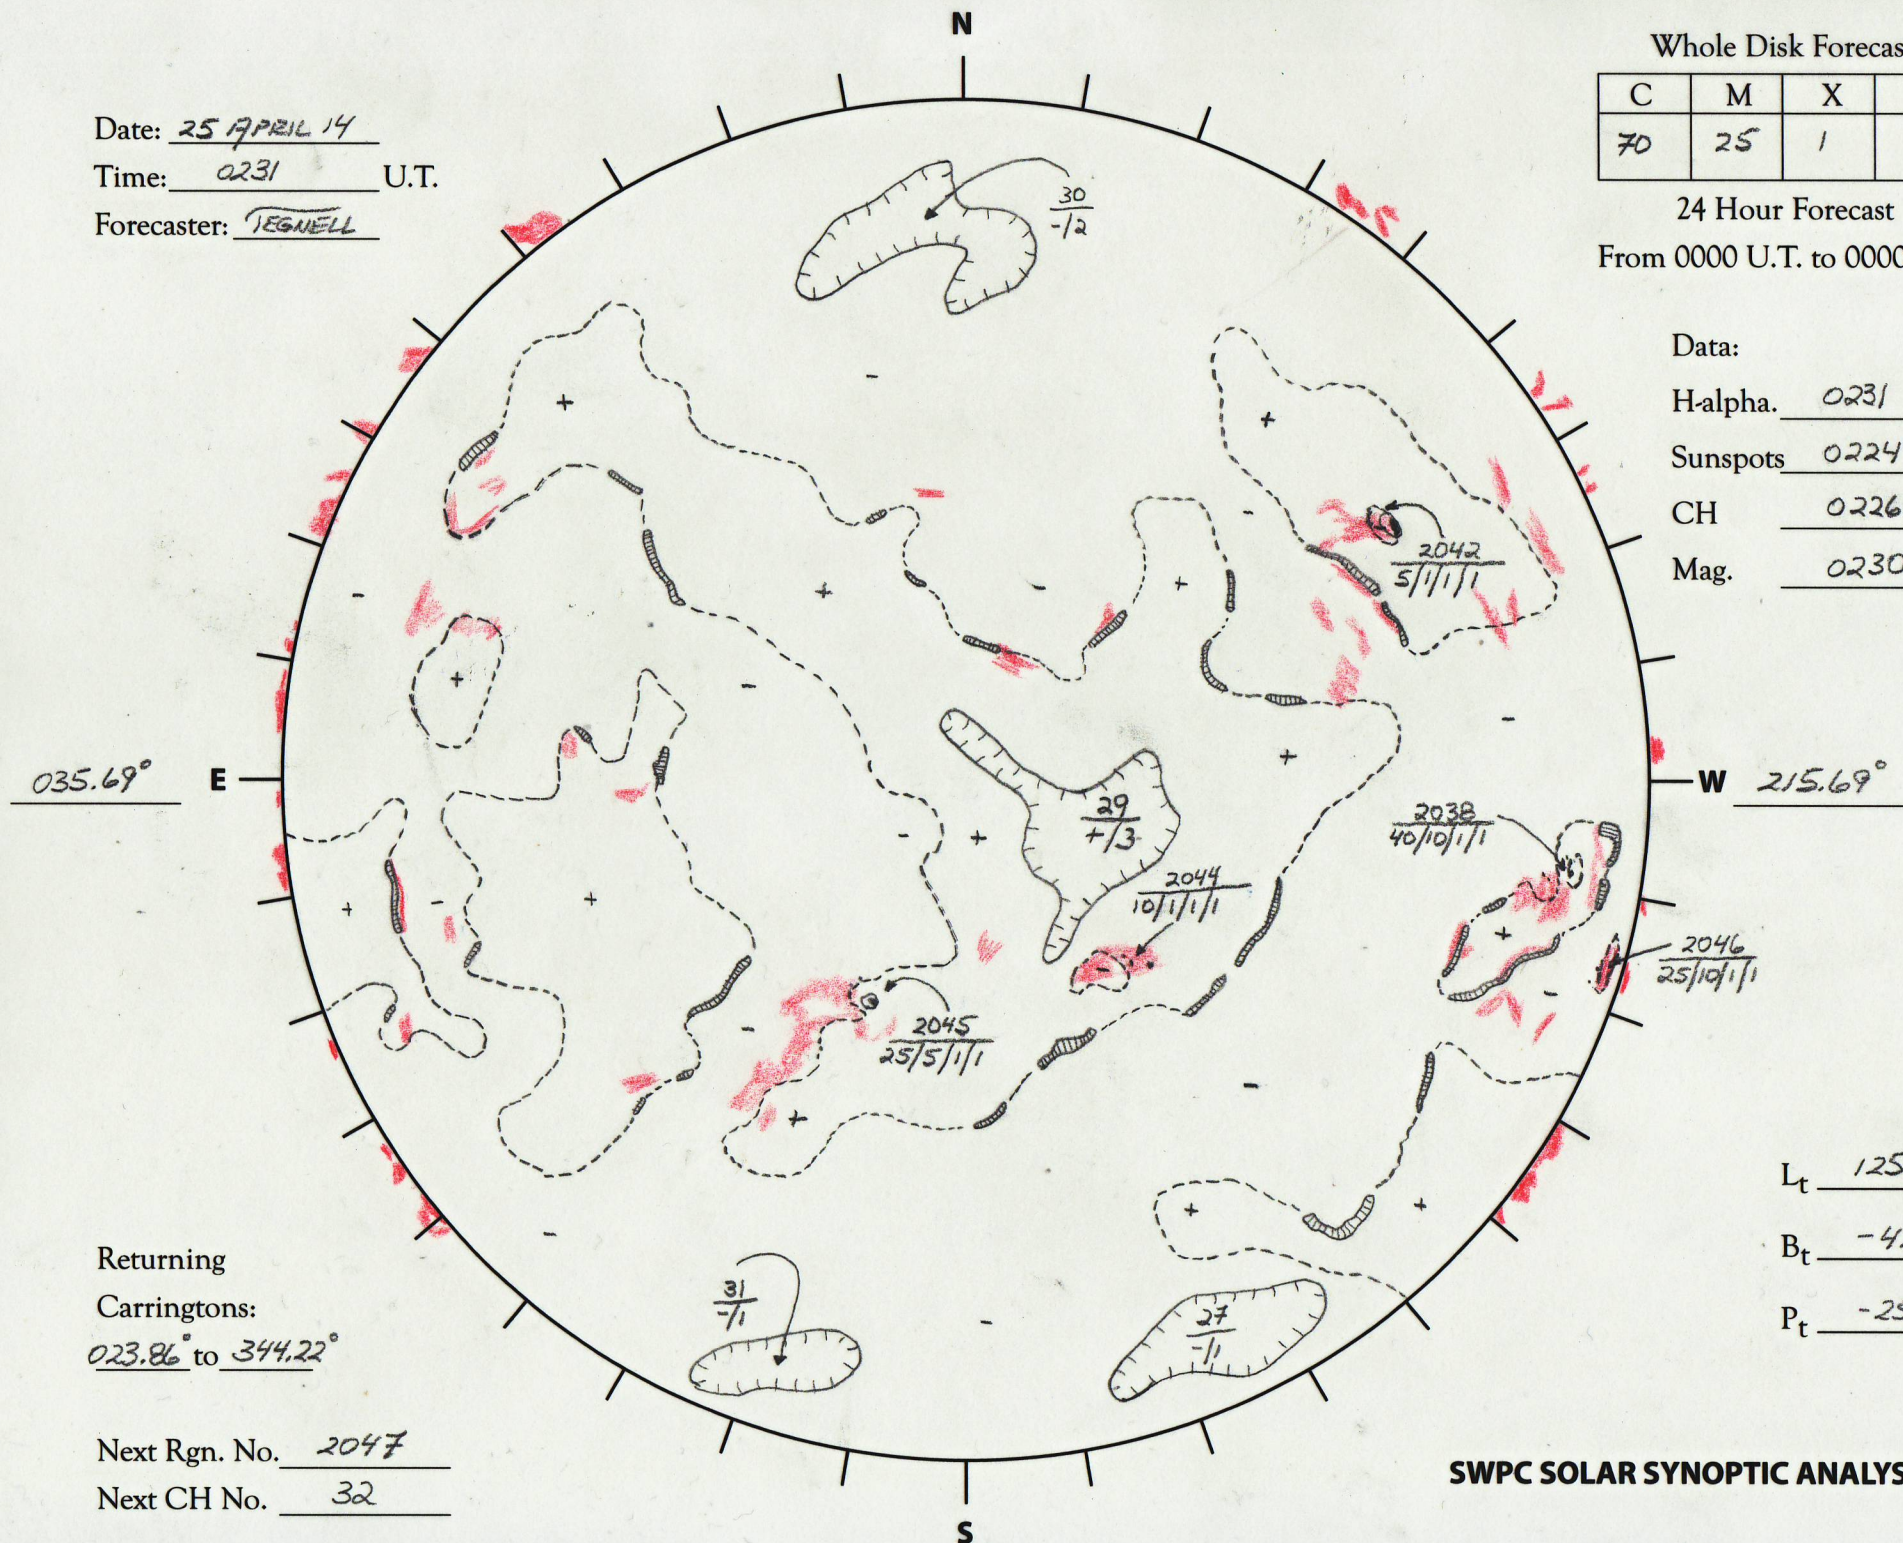 N
Whole Disk Forecas
C M X
70 25 1
24 Hour Forecast
From 0000 U.T. to 0000
Date: 25 APRIL 14
Time: 0231 U.T.
Forecaster: TEGNELL
30
-/2
Data:
H-alpha. 0231
Sunspots 0224
CH 0226
Mag. 0230
2042
5/1/1/1
035.69° E
W 215.69°
29
+/3
2038
40/10/1/1
2044
10/1/1/1
2046
25/10/1/1
2045
25/5/1/1
Lt 125
Bt -4.
Pt -25
Returning
Carringtons:
023.86° to 344.22°
31
-/1
27
-/1
Next Rgn. No. 2047
Next CH No. 32
SWPC SOLAR SYNOPTIC ANALYS
S